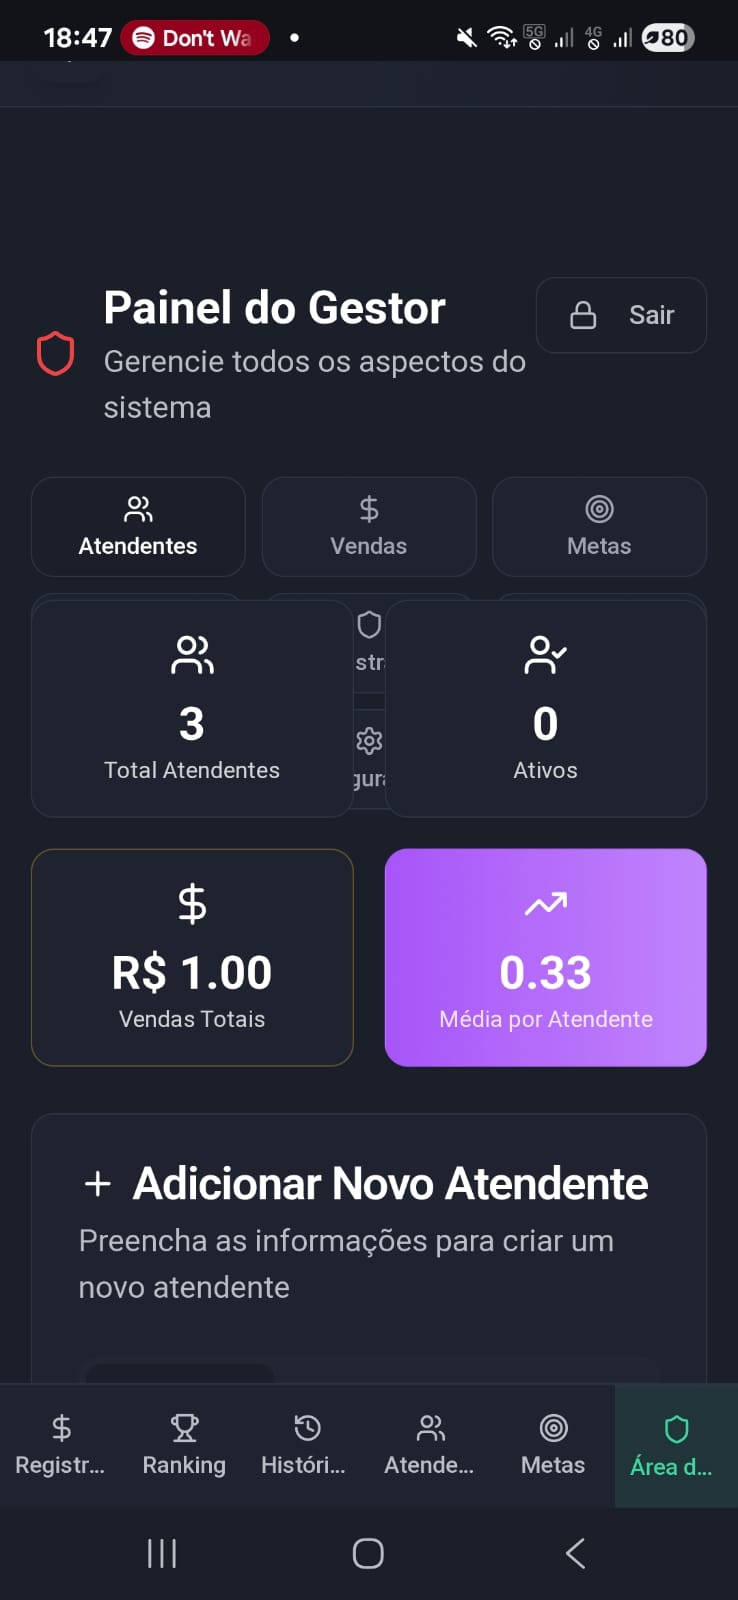 18:47
Don't Wa
5G
4G
80
Painel do Gestor
Sair
Gerencie todos os aspectos do
sistema
Atendentes
Vendas
Metas
3
Total Atendentes
0
Ativos
R$ 1.00
Vendas Totais
0.33
Média por Atendente
+ Adicionar Novo Atendente
Preencha as informações para criar um
novo atendente
Registr...
Ranking
Históri...
Atende...
Metas
Área d...